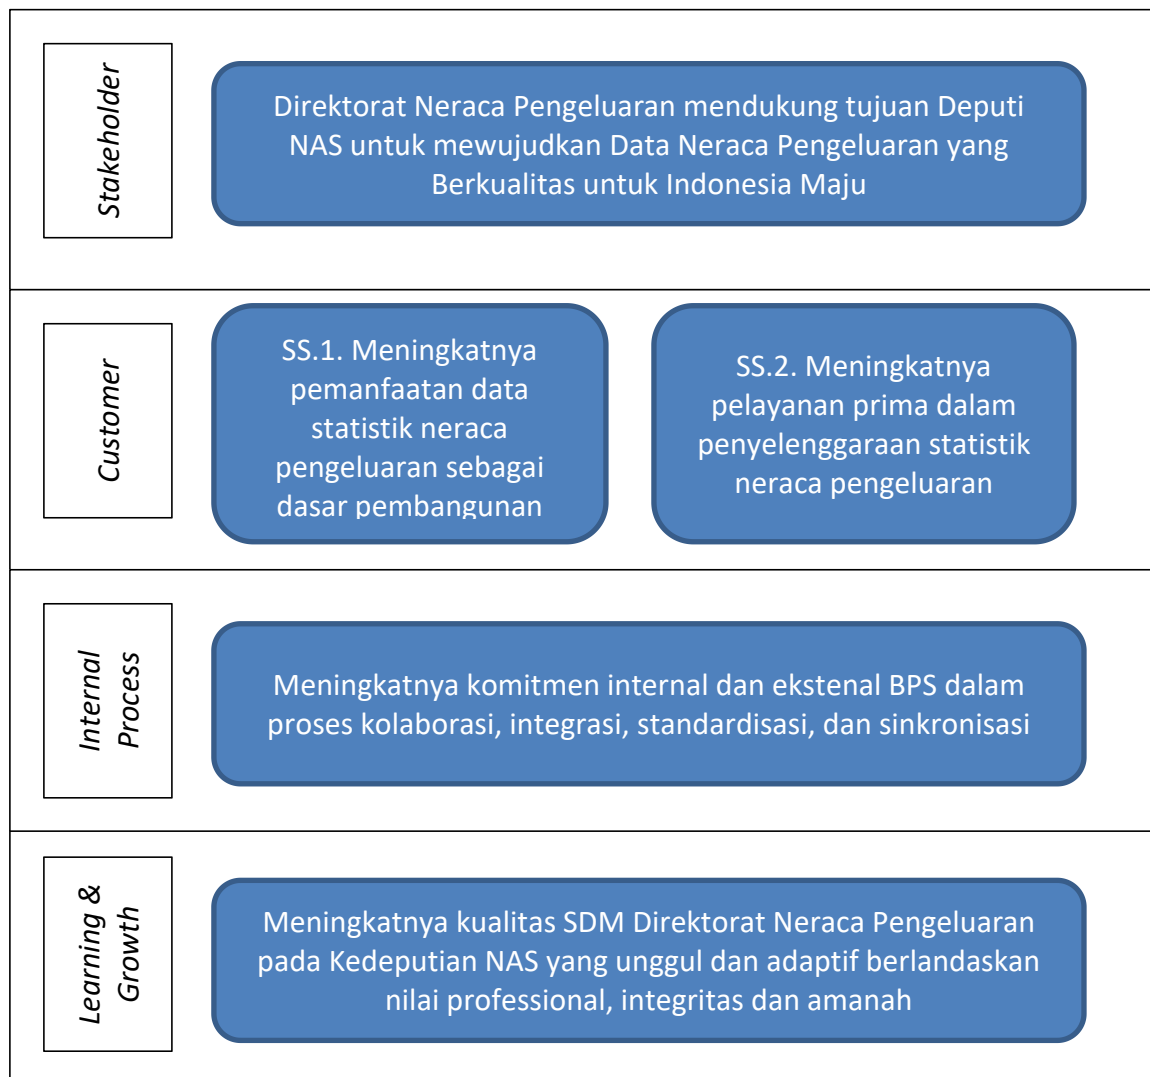 Stakeholder
Direktorat Neraca Pengeluaran mendukung tujuan Deputi
NAS untuk mewujudkan Data Neraca Pengeluaran yang
Berkualitas untuk Indonesia Maju
Customer
SS.1. Meningkatnya
pemanfaatan data
statistik neraca
pengeluaran sebagai
dasar pembangunan
SS.2. Meningkatnya
pelayanan prima dalam
penyelenggaraan statistik
neraca pengeluaran
Internal
Process
Meningkatnya komitmen internal dan ekstenal BPS dalam
proses kolaborasi, integrasi, standardisasi, dan sinkronisasi
Learning &
Growth
Meningkatnya kualitas SDM Direktorat Neraca Pengeluaran
pada Kedeputian NAS yang unggul dan adaptif berlandaskan
nilai professional, integritas dan amanah